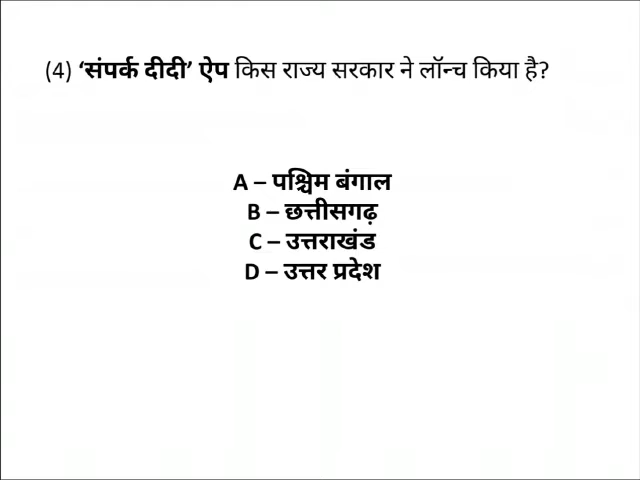 (4) ‘संपर्क दीदी’ ऐप किस राज्य सरकार ने लॉन्च किया है?
A – पश्चिम बंगाल
B – छत्तीसगढ़
C – उत्तराखंड
D – उत्तर प्रदेश